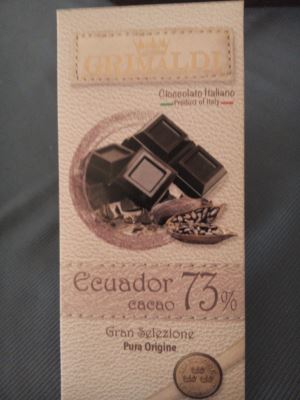 GRIMALDI
Cioccolato Italiano
Product of Italy
Ecuador
cacao 73%
Gran Selezione
Pura Origine